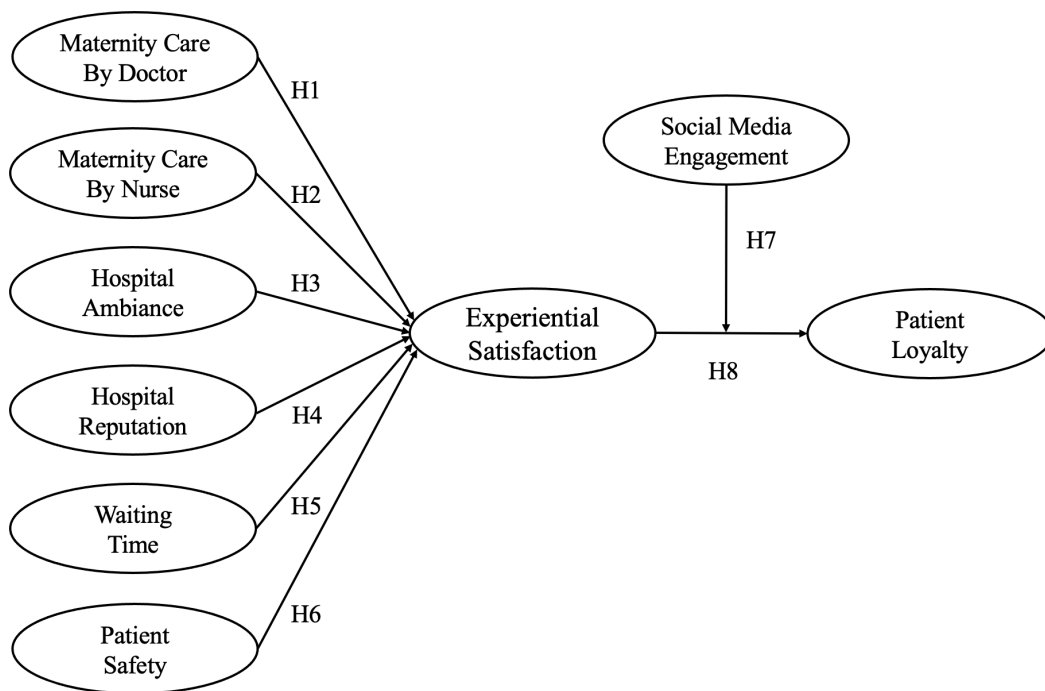 Maternity Care
By Doctor
H1
Maternity Care
By Nurse
H2
Hospital
Ambiance
H3
Hospital
Reputation
H4
Waiting
Time
H5
Patient
Safety
H6
Experiential
Satisfaction
Social Media
Engagement
H7
H8
Patient
Loyalty